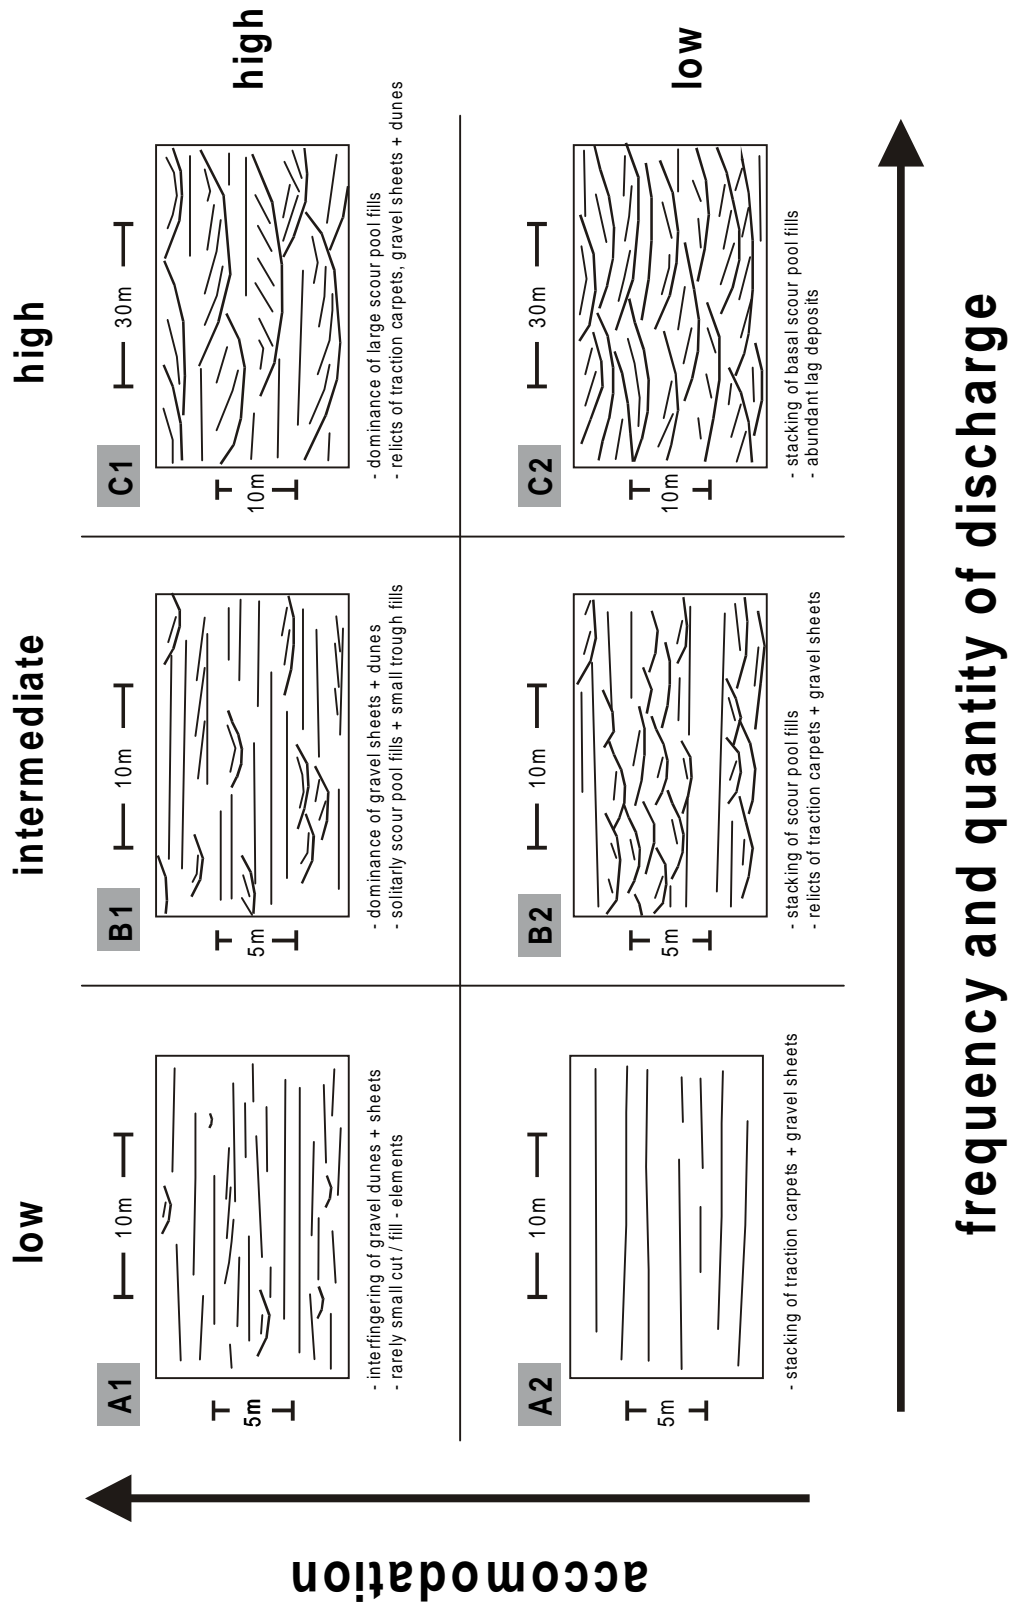 low
intermediate
high
A1
10m
5m
- interfingering of gravel dunes + sheets
- rarely small cut / fill - elements
B1
10m
5m
- dominance of gravel sheets + dunes
- solitarly scour pool fills + small trough fills
C1
30m
10m
- dominance of large scour pool fills
- relicts of traction carpets, gravel sheets + dunes
high
A2
10m
5m
- stacking of traction carpets + gravel sheets
B2
10m
5m
- stacking of scour pool fills
- relicts of traction carpets + gravel sheets
C2
30m
10m
- stacking of basal scour pool fills
- abundant lag deposits
low
accomodation
frequency and quantity of discharge